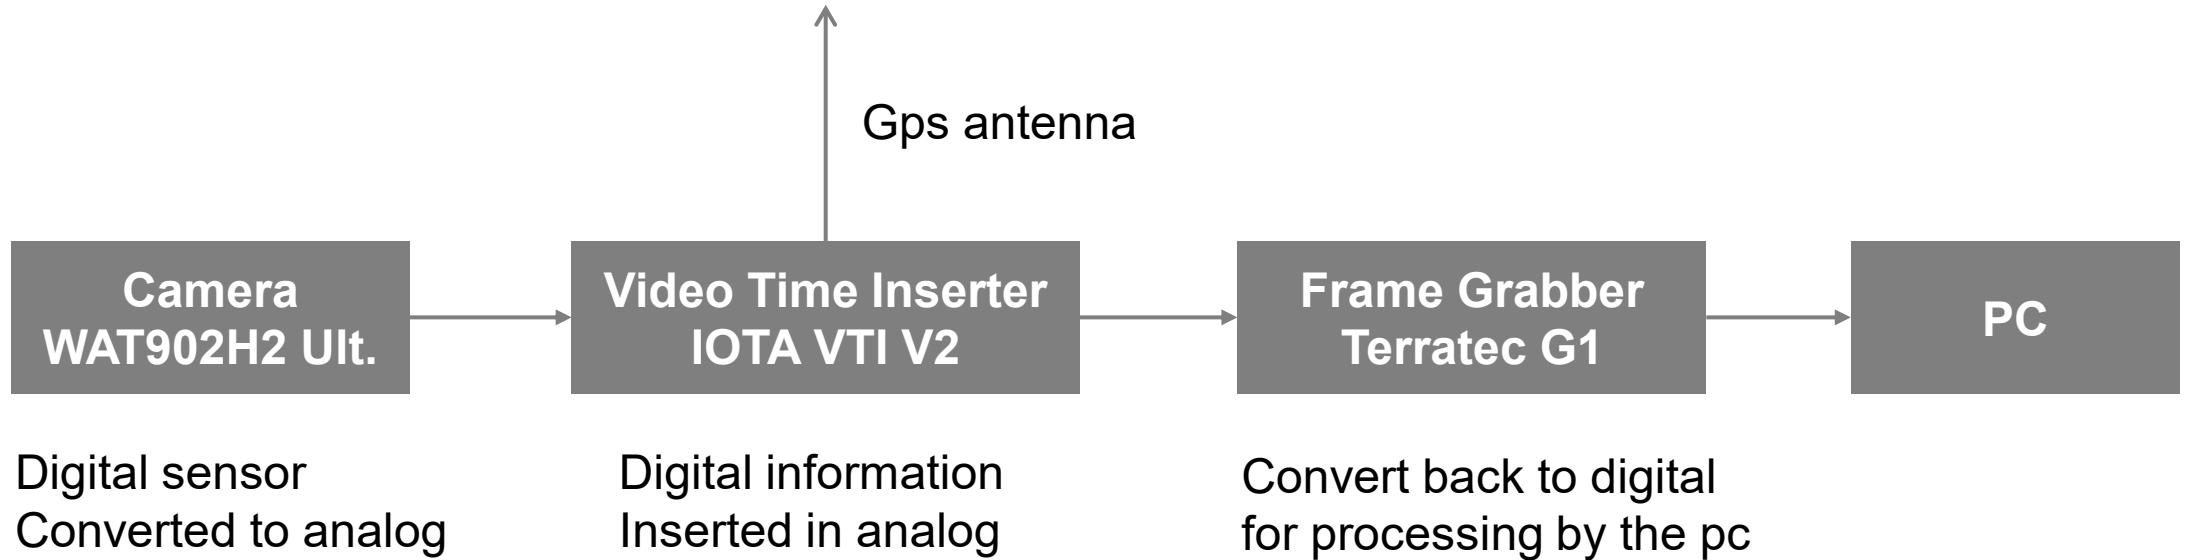 Gps antenna
Camera
WAT902H2 Ult.
Video Time Inserter
IOTA VTI V2
Frame Grabber
Terratec G1
PC
Digital sensor
Converted to analog
Digital information
Inserted in analog
Convert back to digital
for processing by the pc